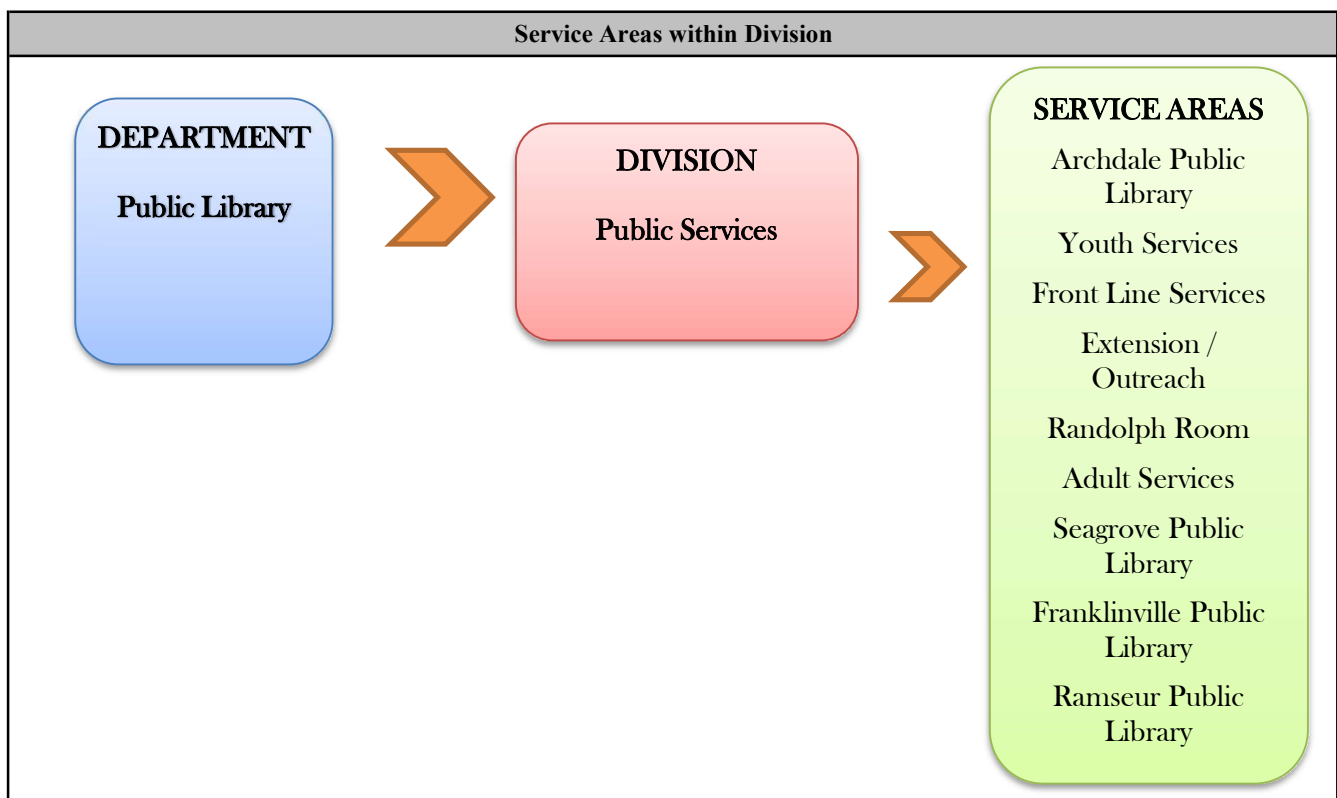 Service Areas within Division
DEPARTMENT
Public Library
DIVISION
Public Services
SERVICE AREAS
Archdale Public
Library
Youth Services
Front Line Services
Extension /
Outreach
Randolph Room
Adult Services
Seagrove Public
Library
Franklinville Public
Library
Ramseur Public
Library